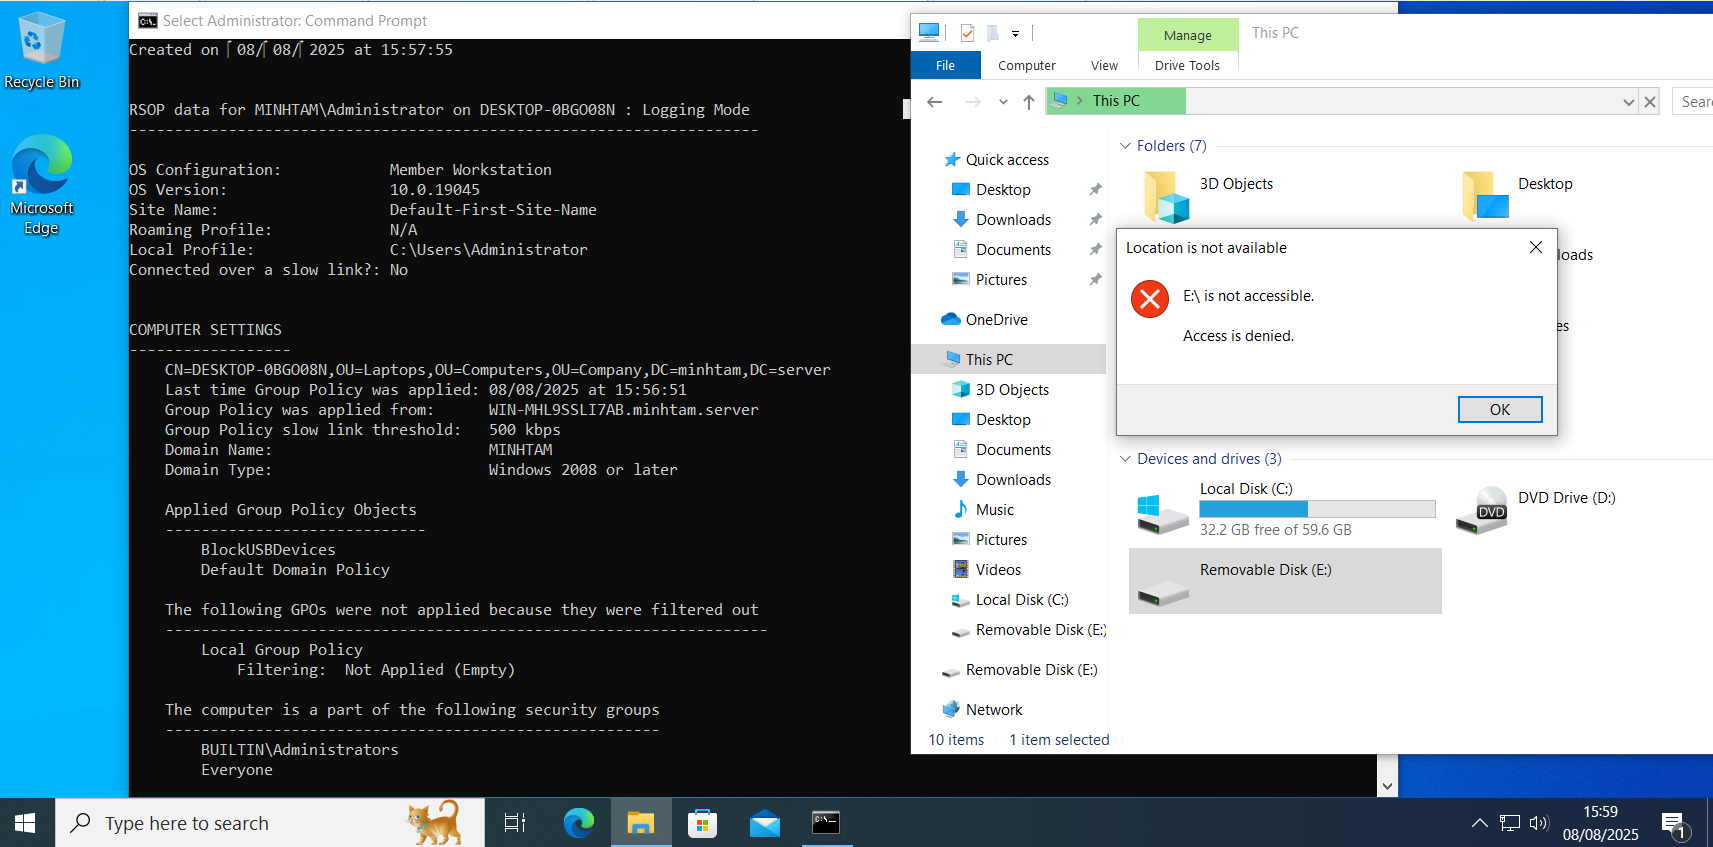 Recycle Bin
Microsoft
Edge
Select Administrator: Command Prompt
Created on 08/ 08/ 2025 at 15:57:55
RSOP data for MINHTAM\Administrator on DESKTOP-0BGO08N : Logging Mode
---------------------------------------------------------------------
OS Configuration: Member Workstation
OS Version: 10.0.19045
Site Name: Default-First-Site-Name
Roaming Profile: N/A
Local Profile: C:\Users\Administrator
Connected over a slow link?: No
COMPUTER SETTINGS
------------------
CN=DESKTOP-0BGO08N,OU=Laptops,OU=Computers,OU=Company,DC=minhtam,DC=server
Last time Group Policy was applied: 08/08/2025 at 15:56:51
Group Policy was applied from: WIN-MHL9SSLI7AB.minhtam.server
Group Policy slow link threshold: 500 kbps
Domain Name: MINHTAM
Domain Type: Windows 2008 or later
Applied Group Policy Objects
-----------------------------
BlockUSBDevices
Default Domain Policy
The following GPOs were not applied because they were filtered out
-------------------------------------------------------------------
Local Group Policy
Filtering: Not Applied (Empty)
The computer is a part of the following security groups
-------------------------------------------------------
BUILTIN\Administrators
Everyone
Manage
This PC
File
Computer
View
Drive Tools
This PC
Sear
Quick access
Desktop
Downloads
Documents
Pictures
OneDrive
This PC
3D Objects
Desktop
Documents
Downloads
Music
Pictures
Videos
Local Disk (C:)
Removable Disk (E:)
Removable Disk (E:)
Network
Folders (7)
3D Objects
Desktop
loads
es
Location is not available
E:\ is not accessible.
Access is denied.
OK
Devices and drives (3)
Local Disk (C:)
32.2 GB free of 59.6 GB
DVD
DVD Drive (D:)
Removable Disk (E:)
10 items
1 item selected
Type here to search
15:59
08/08/2025
1